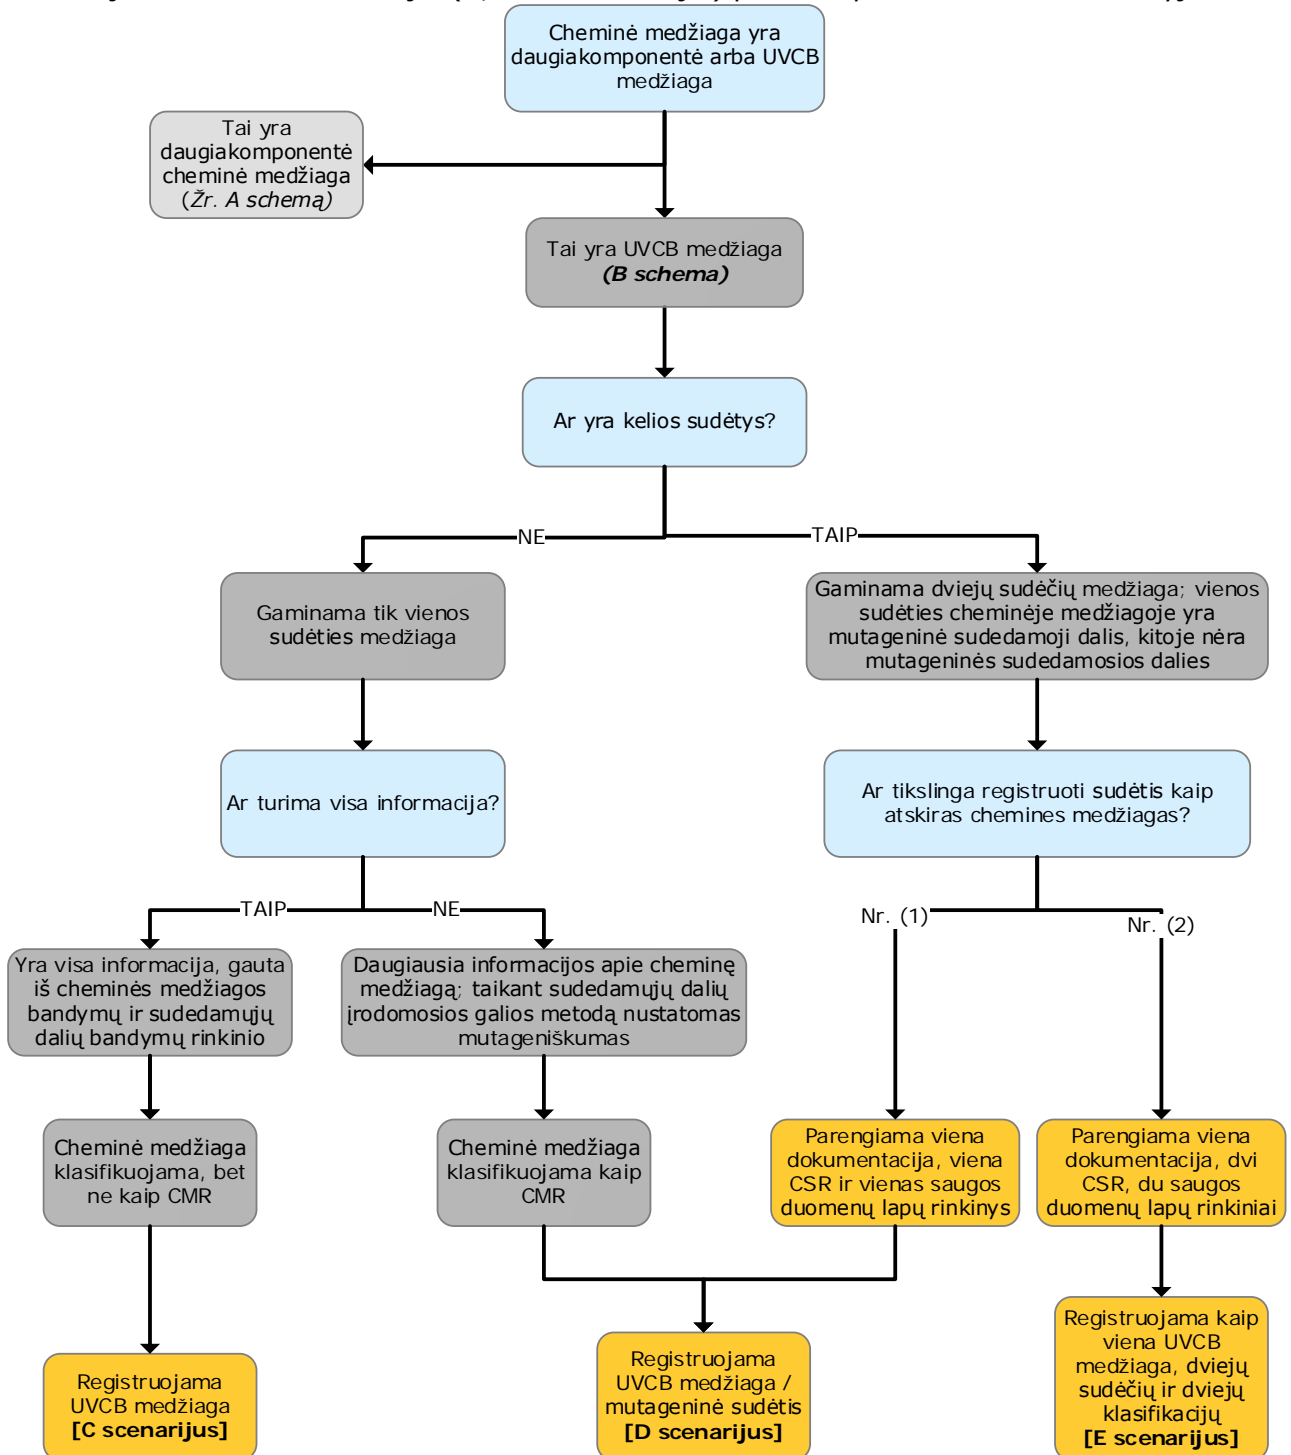 Cheminė medžiaga yra
daugiakomponentė arba UVCB
medžiaga
Tai yra
daugiakomponentė
cheminė medžiaga
(Žr. A schemą)
Tai yra UVCB medžiaga
(B schema)
Ar yra kelios sudėtys?
NE
TAIP
Gaminama tik vienos
sudėties medžiaga
Gaminama dviejų sudėčių medžiaga; vienos
sudėties cheminėje medžiagoje yra
mutageninė sudedamoji dalis, kitoje nėra
mutageninės sudedamosios dalies
Ar turima visa informacija?
Ar tikslinga registruoti sudėtis kaip
atskiras chemines medžiagas?
TAIP
NE
Nr. (1)
Nr. (2)
Yra visa informacija, gauta
iš cheminės medžiagos
bandymų ir sudedamųjų
dalių bandymų rinkinio
Daugiausia informacijos apie cheminę
medžiagą; taikant sudedamųjų dalių
įrodomosios galios metodą nustatomas
mutageniškumas
Cheminė medžiaga
klasifikuojama, bet
ne kaip CMR
Cheminė medžiaga
klasifikuojama kaip
CMR
Parengiama viena
dokumentacija, viena
CSR ir vienas saugos
duomenų lapų rinkinys
Parengiama viena
dokumentacija, dvi
CSR, du saugos
duomenų lapų rinkiniai
Registruojama
UVCB medžiaga
[C scenarijus]
Registruojama
UVCB medžiaga /
mutageninė sudėtis
[D scenarijus]
Registruojama kaip
viena UVCB
medžiaga, dviejų
sudėčių ir dviejų
klasifikacijų
[E scenarijus]